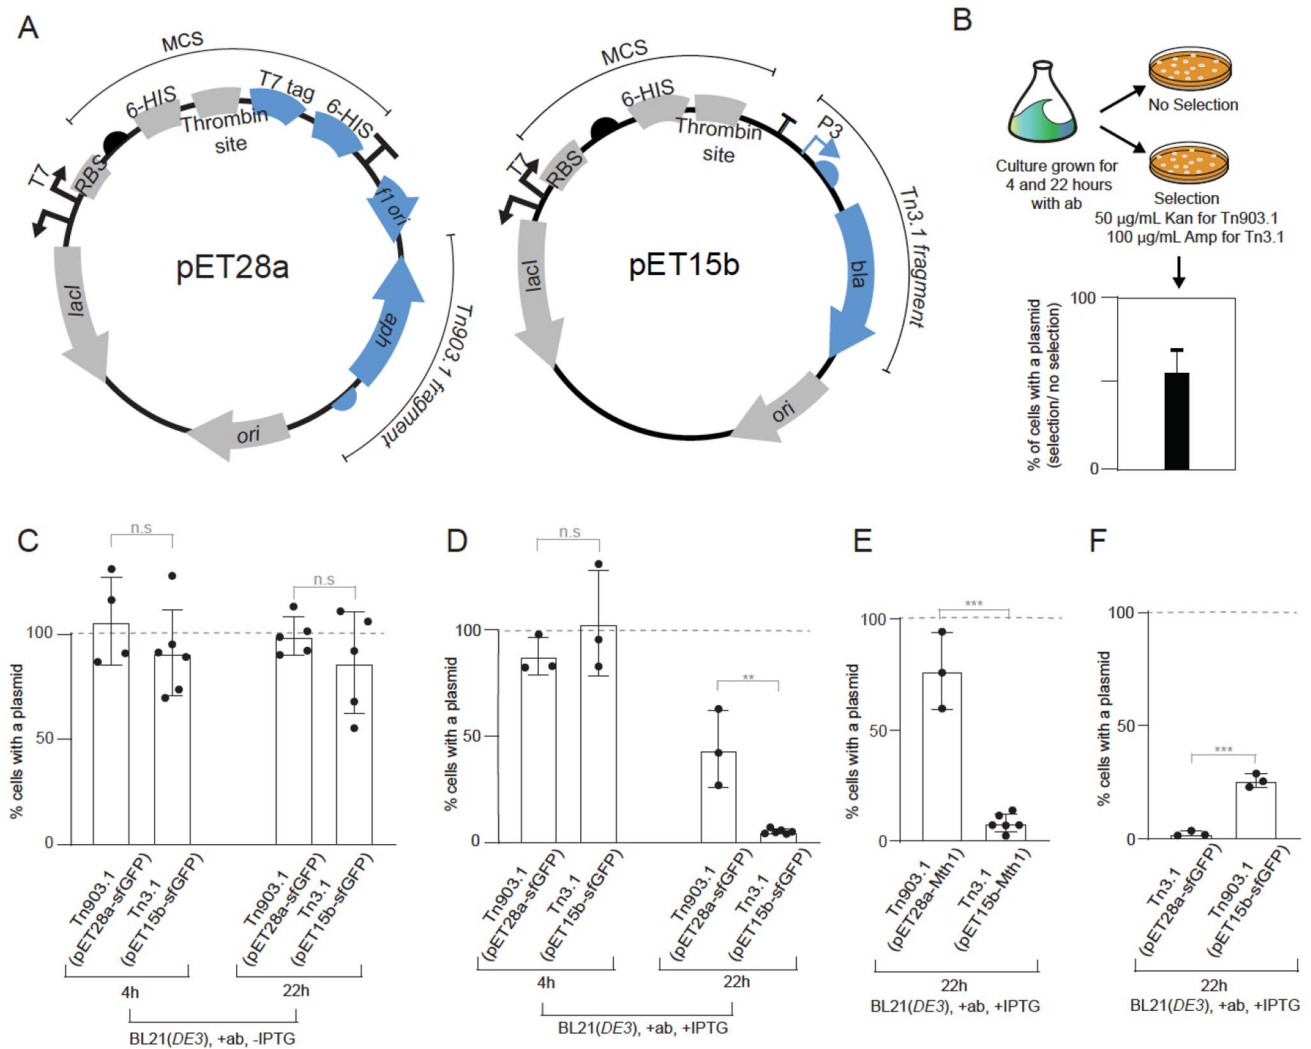 A
MCS
6-HIS
T7 tag
6-HIS
Thrombin
site
T7
RBS
f1 ori
pET28a
lacI
aph
Tn903.1 fragment
ori
MCS
6-HIS
Thrombin
site
T7
RBS
P3
pET15b
lacI
bla
Tn3.1 fragment
ori
B
No Selection
Culture grown for
4 and 22 hours
with ab
Selection
50 µg/mL Kan for Tn903.1
100 µg/mL Amp for Tn3.1
100
0
% of cells with a plasmid
(selection/ no selection)
C
n.s
n.s
100
50
0
% cells with a plasmid
Tn903.1
(pET28a-sfGFP)
Tn3.1
(pET15b-sfGFP)
Tn903.1
(pET28a-sfGFP)
Tn3.1
(pET15b-sfGFP)
4h
22h
BL21(DE3), +ab, -IPTG
D
n.s
**
100
50
0
% cells with a plasmid
Tn903.1
(pET28a-sfGFP)
Tn3.1
(pET15b-sfGFP)
Tn903.1
(pET28a-sfGFP)
Tn3.1
(pET15b-sfGFP)
4h
22h
BL21(DE3), +ab, +IPTG
E
***
100
50
0
% cells with a plasmid
Tn903.1
(pET28a-Mth1)
Tn3.1
(pET15b-Mth1)
22h
BL21(DE3), +ab, +IPTG
F
***
100
50
0
% cells with a plasmid
Tn3.1
(pET28a-sfGFP)
Tn903.1
(pET15b-sfGFP)
22h
BL21(DE3), +ab, +IPTG